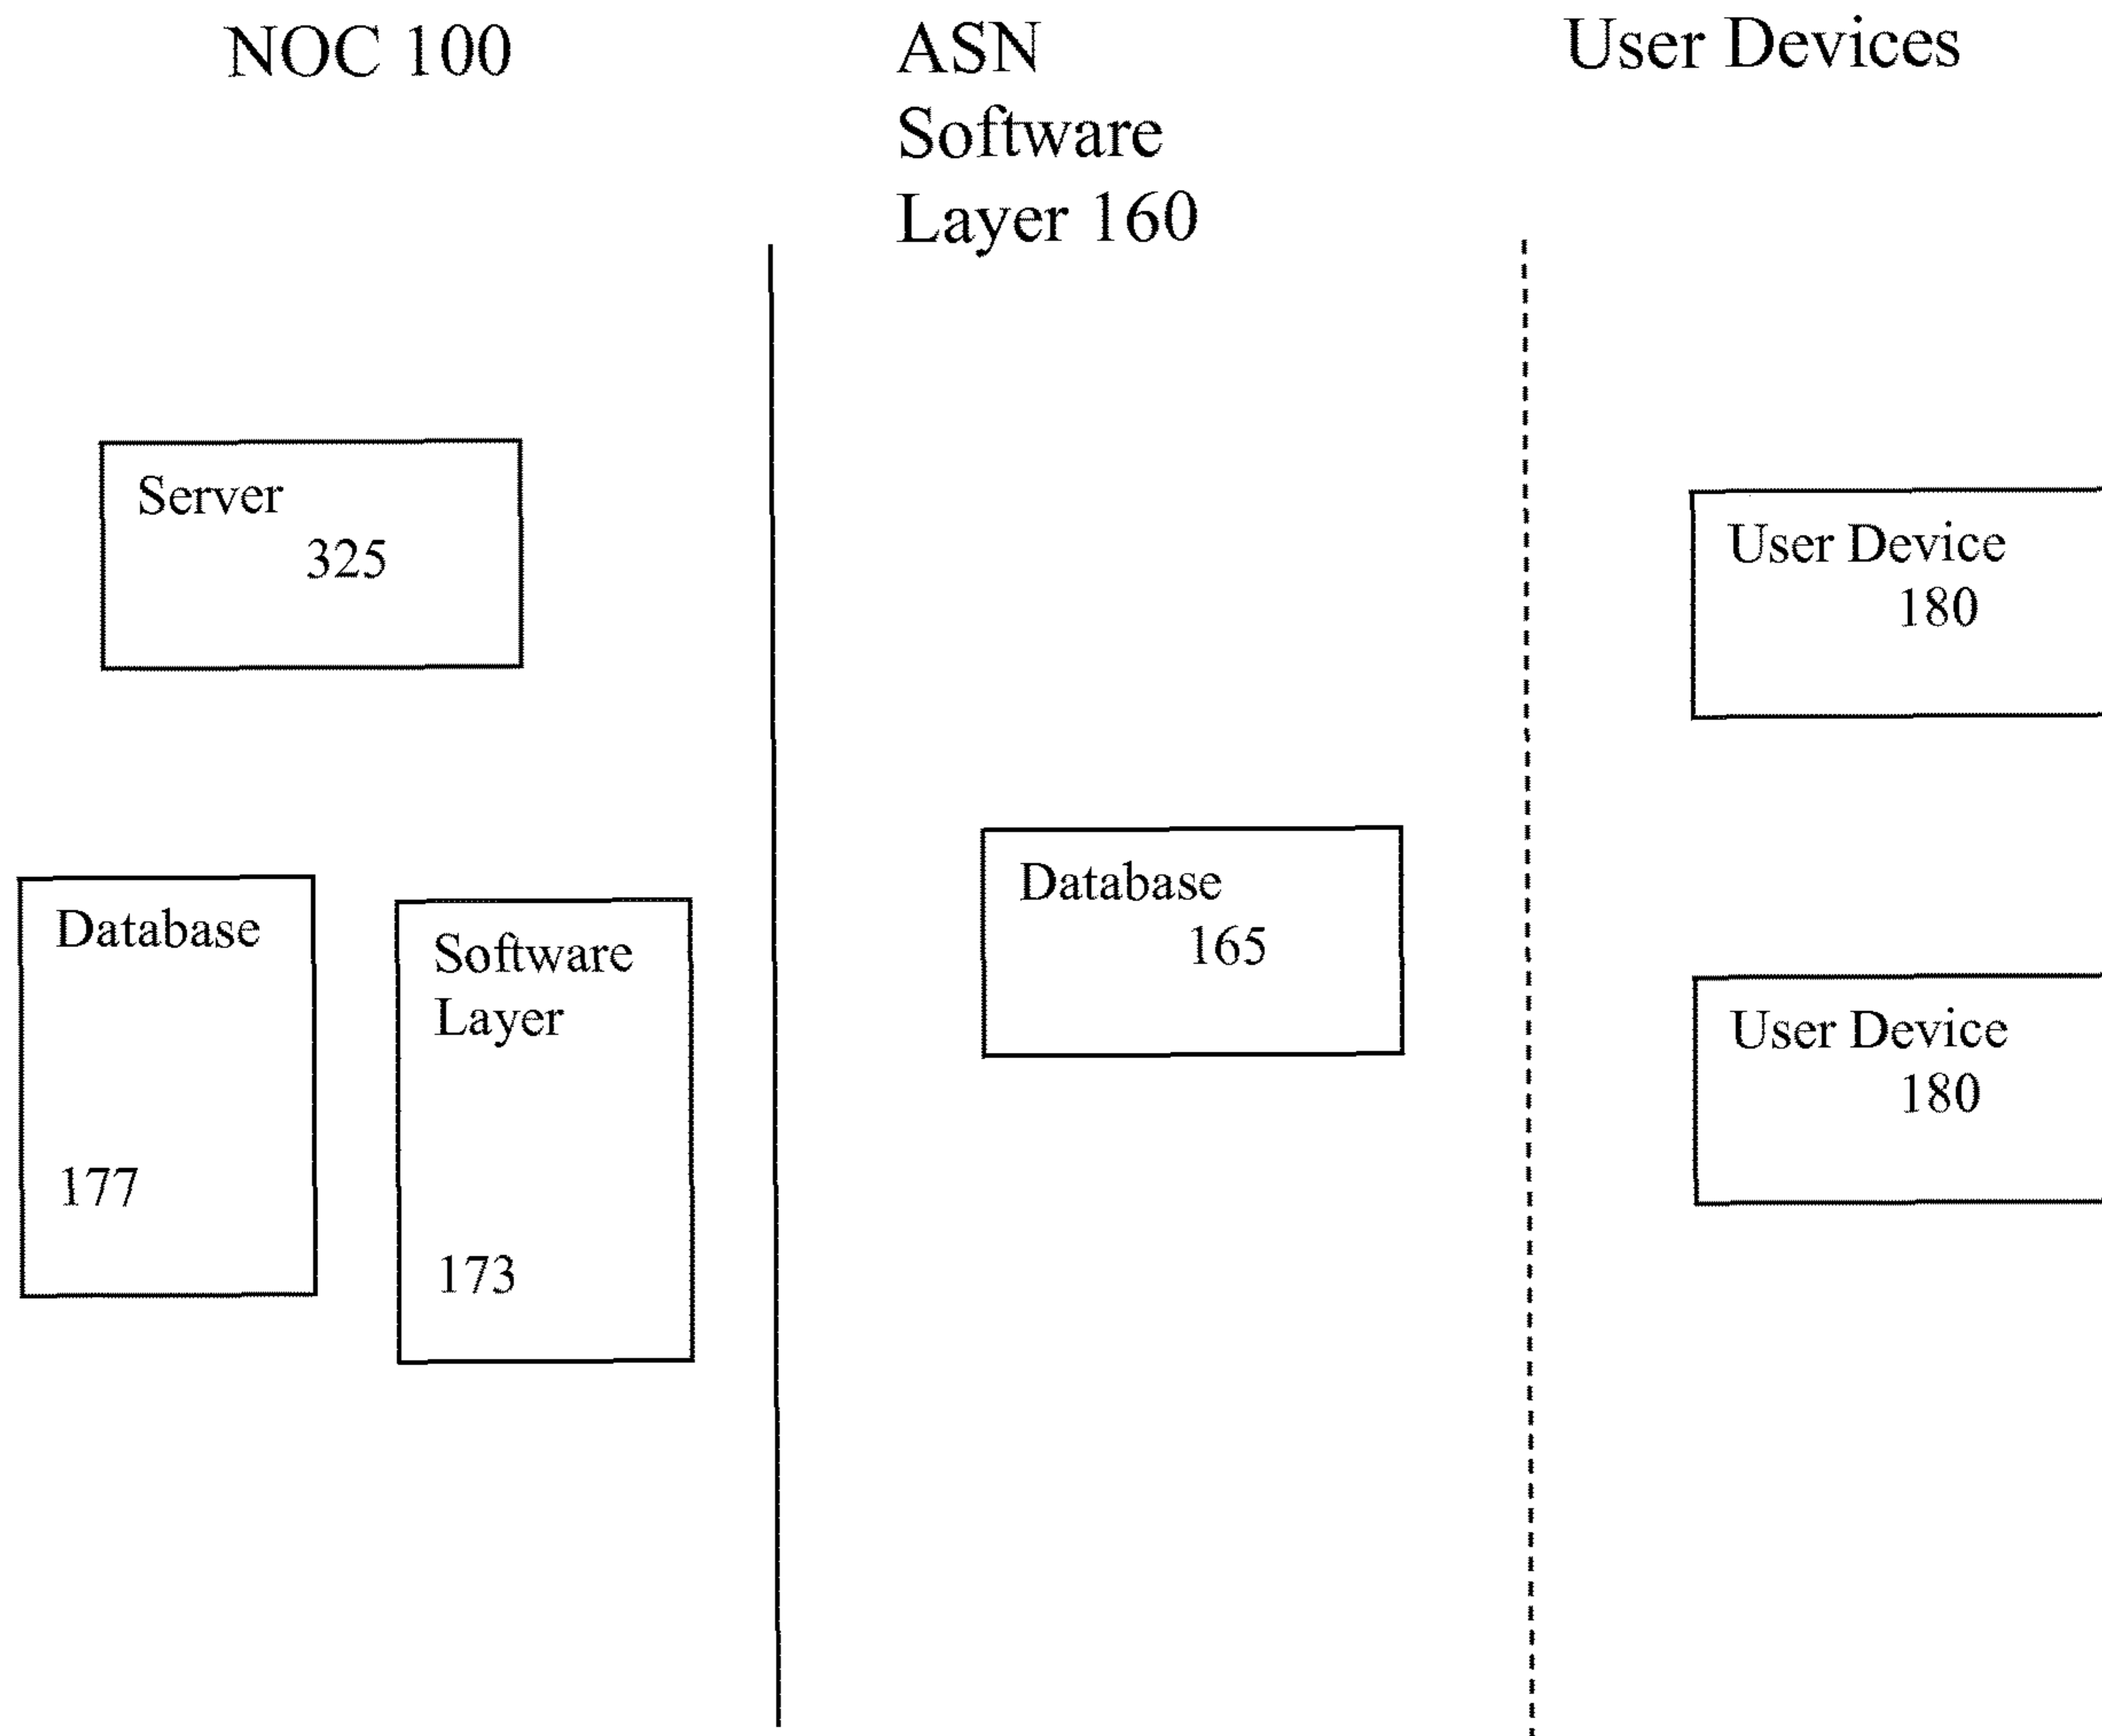 NOC 100
ASN
Software
Layer 160
User Devices
Server
325
Database
177
Software
Layer
173
Database
165
User Device
180
User Device
180